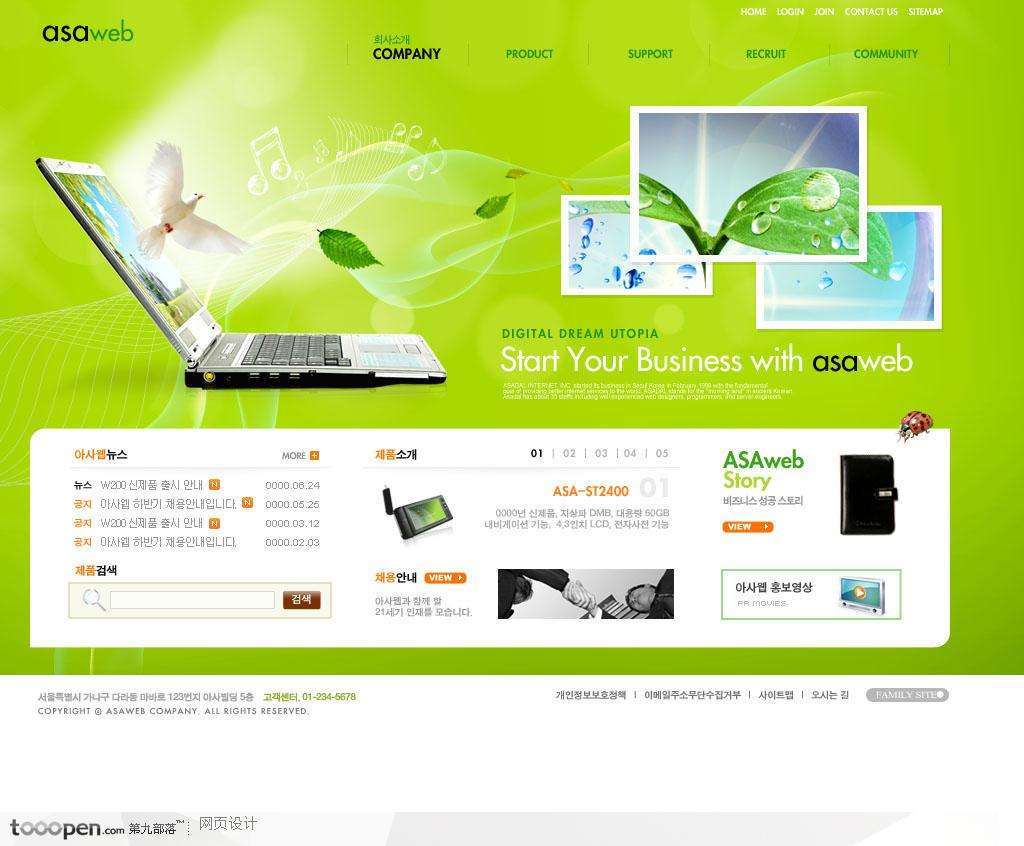 HOME LOGIN JOIN CONTACT US SITEMAP
asaweb
회사소개
COMPANY PRODUCT SUPPORT RECRUIT COMMUNITY
DIGITAL DREAM UTOPIA
Start Your Business with asaweb
ASADAL INTERNET, INC. started its business in Seoul Korea in February 1998 with the fundamental
goal of providing better internet services to the world. ASADAL stands for the "morning land" in ancient Korean.
Asadal has about 35 staffs including well-experienced web designers, programmers, and server engineers.
아사웹뉴스 MORE
뉴스 W200 신제품 출시 안내 N 0000.06.24
공지 아사웹 하반기 채용안내입니다. N 0000.05.25
공지 W200 신제품 출시 안내 N 0000.03.12
공지 아사웹 하반기 채용안내입니다. 0000.02.03
제품검색
검색
제품소개 01 | 02 | 03 | 04 | 05
ASA-ST2400 01
0000년 신제품, 지상파 DMB, 대용량 60GB
내비게이션 기능, 4.3인치 LCD, 전자사전 기능
채용안내 VIEW
아사웹과 함께 할
21세기 인재를 모습니다.
ASAweb
Story
비즈니스 성공 스토리
VIEW
아사웹 홍보영상
PR MOVIES
서울특별시 가나구 다라동 마바로 123번지 아사빌딩 5층 고객센터. 01-234-5678
COPYRIGHT @ ASAWEB COMPANY. ALL RIGHTS RESERVED.
개인정보보호정책 | 이메일주소무단수집거부 | 사이트맵 | 오시는 길 FAMILY SITE
tooopen.com 第九部落™ 网页设计